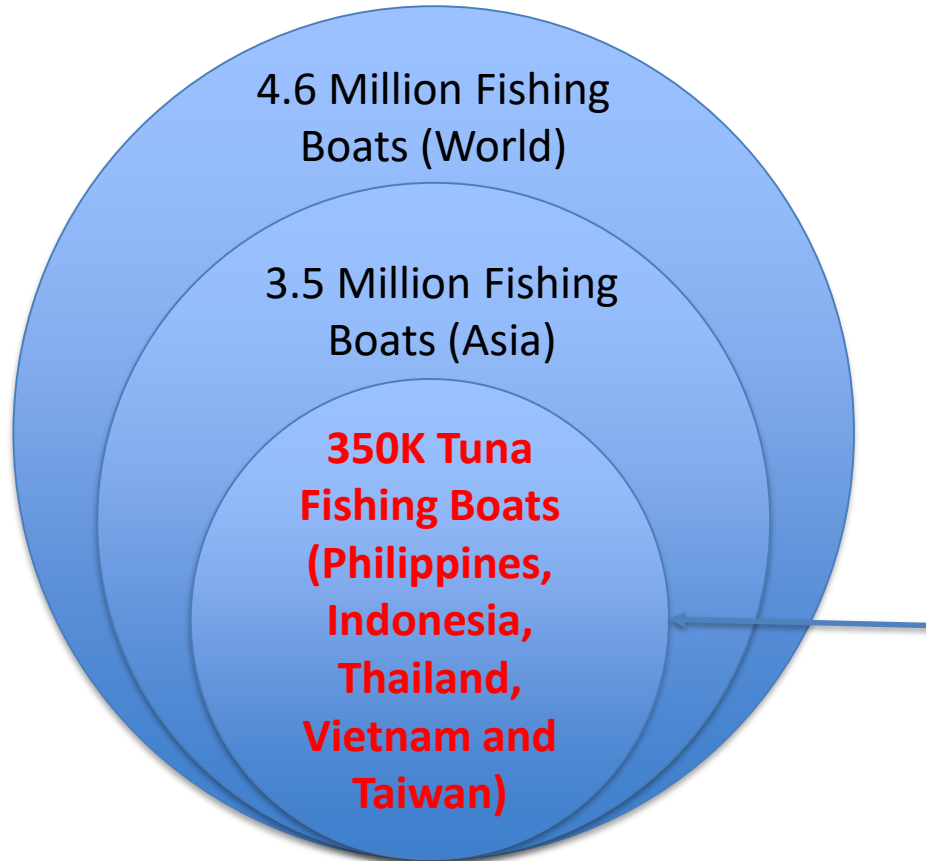 4.6 Million Fishing
Boats (World)
3.5 Million Fishing
Boats (Asia)
350K Tuna
Fishing Boats
(Philippines,
Indonesia,
Thailand,
Vietnam and
Taiwan)